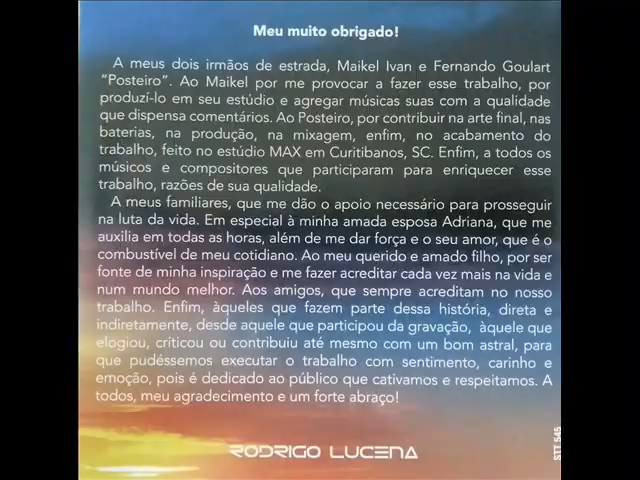 Meu muito obrigado!
A meus dois irmãos de estrada, Maikel Ivan e Fernando Goulart
"Posteiro". Ao Maikel por me provocar a fazer esse trabalho, por
produzí-lo em seu estúdio e agregar músicas suas com a qualidade
que dispensa comentários. Ao Posteiro, por contribuir na arte final, nas
baterias, na produção, na mixagem, enfim, no acabamento do
trabalho, feito no estúdio MAX em Curitibanos, SC. Enfim, a todos os
músicos e compositores que participaram para enriquecer esse
trabalho, razões de sua qualidade.
A meus familiares, que me dão o apoio necessário para prosseguir
na luta da vida. Em especial à minha amada esposa Adriana, que me
auxilia em todas as horas, além de me dar força e o seu amor, que é o
combustível de meu cotidiano. Ao meu querido e amado filho, por ser
fonte de minha inspiração e me fazer acreditar cada vez mais na vida e
num mundo melhor. Aos amigos, que sempre acreditam no nosso
trabalho. Enfim, àqueles que fazem parte dessa história, direta e
indiretamente, desde aquele que participou da gravação, àquele que
elogiou, criticou ou contribuiu até mesmo com um bom astral, para
que pudéssemos executar o trabalho com sentimento, carinho e
emoção, pois é dedicado ao público que cativamos e respeitamos. A
todos, meu agradecimento e um forte abraço!
RODRIGO LUCENA
STT 545